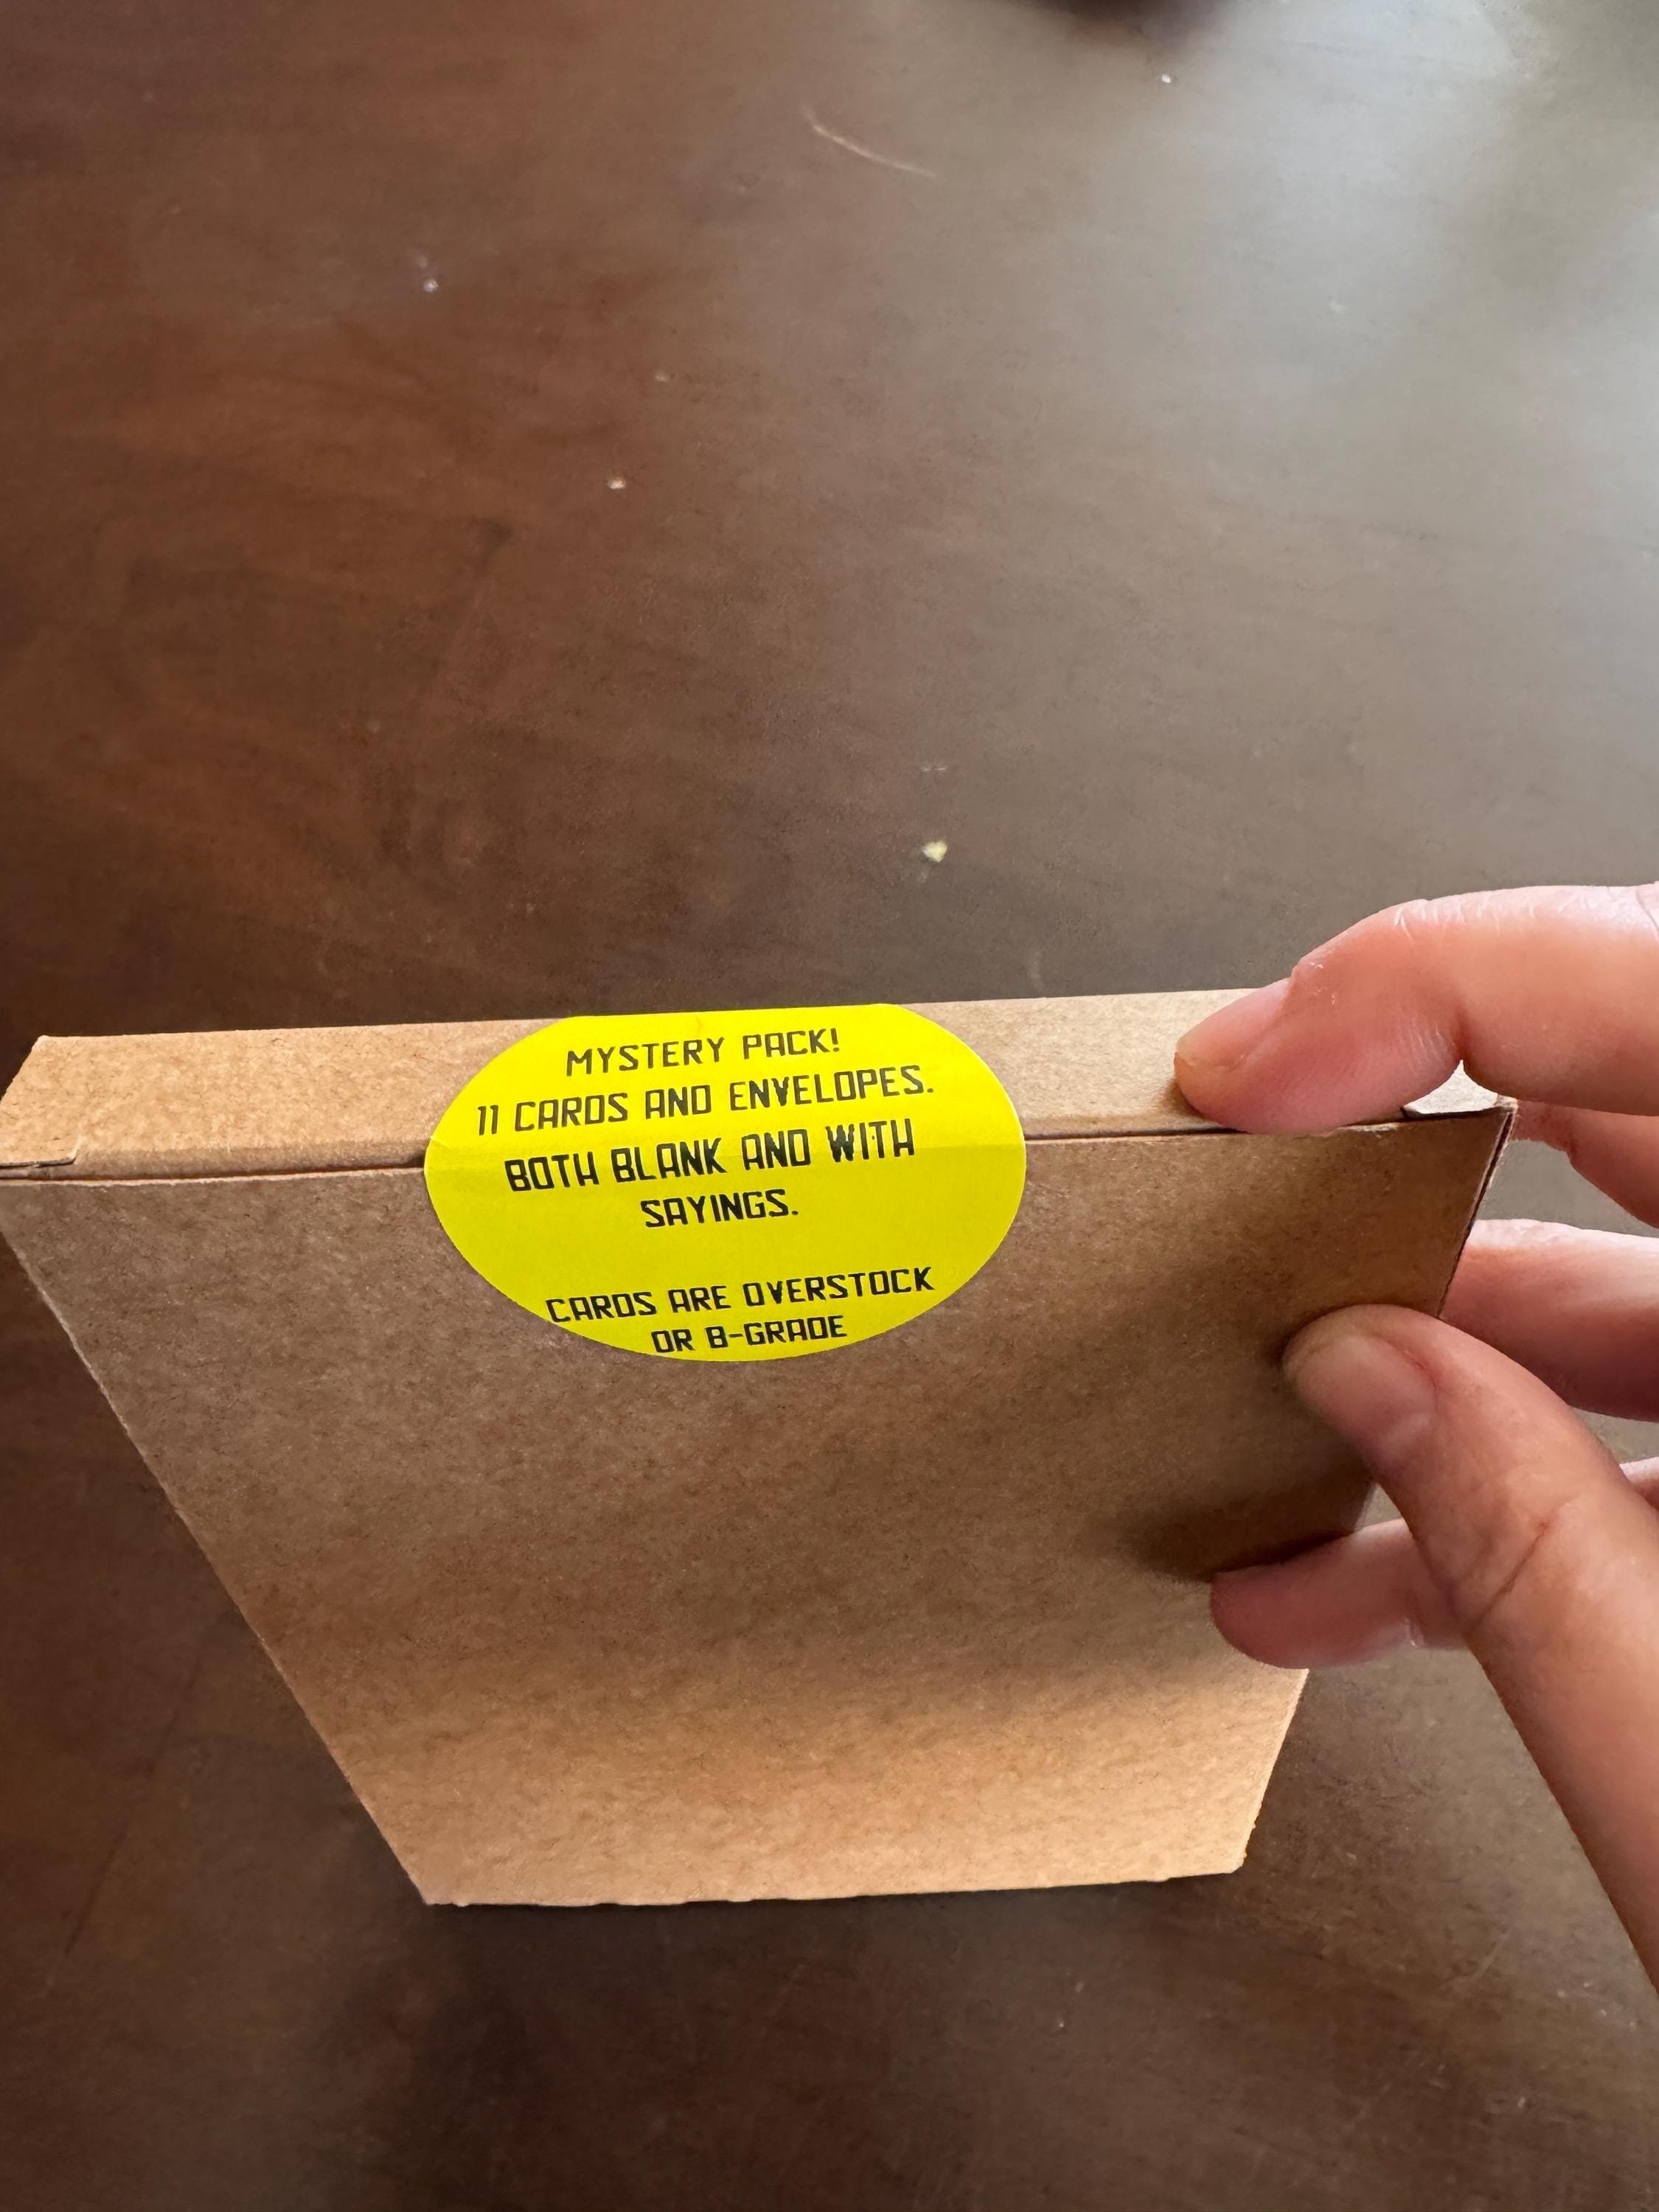 MYSTERY PACK!
11 CARDS AND ENVELOPES.
BOTH BLANK AND WITH
SAYINGS.
CARDS ARE OVERSTOCK
OR B-GRADE